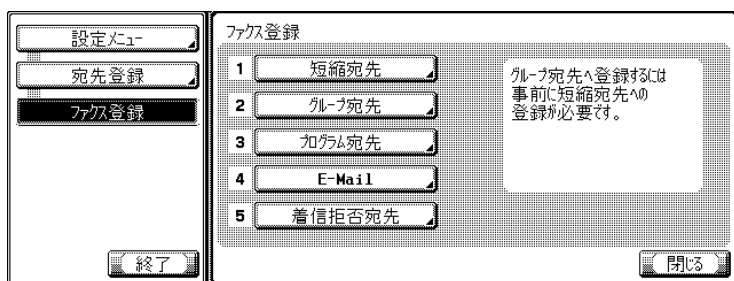 設定メニュー
宛先登録
ファクス登録
終了
ファクス登録
1 短縮宛先
2 グループ宛先
3 プログラム宛先
4 E-Mail
5 着信拒否宛先
グループ宛先へ登録するには
事前に短縮宛先への
登録が必要です。
閉じる